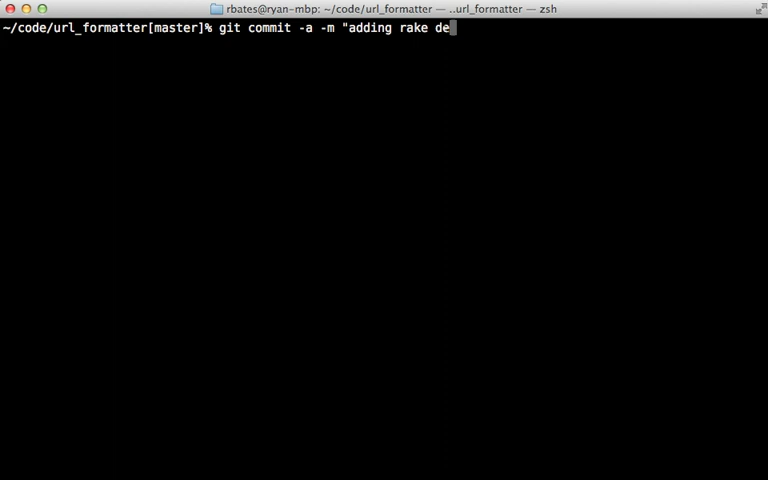 rbates@ryan-mbp: ~/code/url_formatter — ..url_formatter — zsh
~/code/url_formatter[master]% git commit -a -m "adding rake de